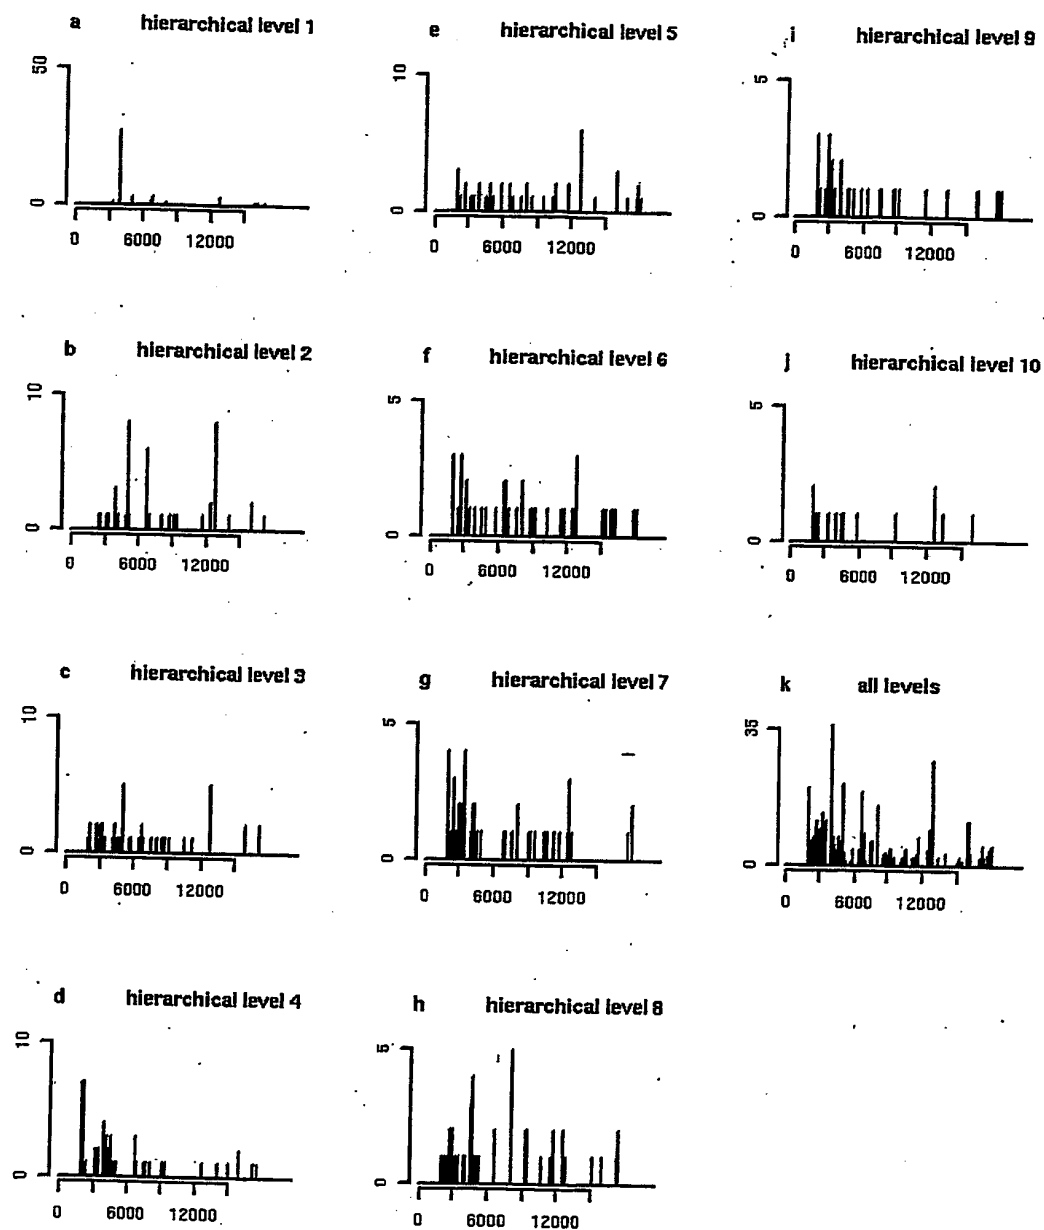 a hierarchical level 1
50
0
0 6000 12000
b hierarchical level 2
10
0
0 6000 12000
c hierarchical level 3
10
0
0 6000 12000
d hierarchical level 4
10
0
0 6000 12000
e hierarchical level 5
10
0
0 6000 12000
f hierarchical level 6
5
0
0 6000 12000
g hierarchical level 7
5
0
0 6000 12000
h hierarchical level 8
5
0
0 6000 12000
i hierarchical level 9
5
0
0 6000 12000
j hierarchical level 10
5
0
0 6000 12000
k all levels
35
0
0 6000 12000